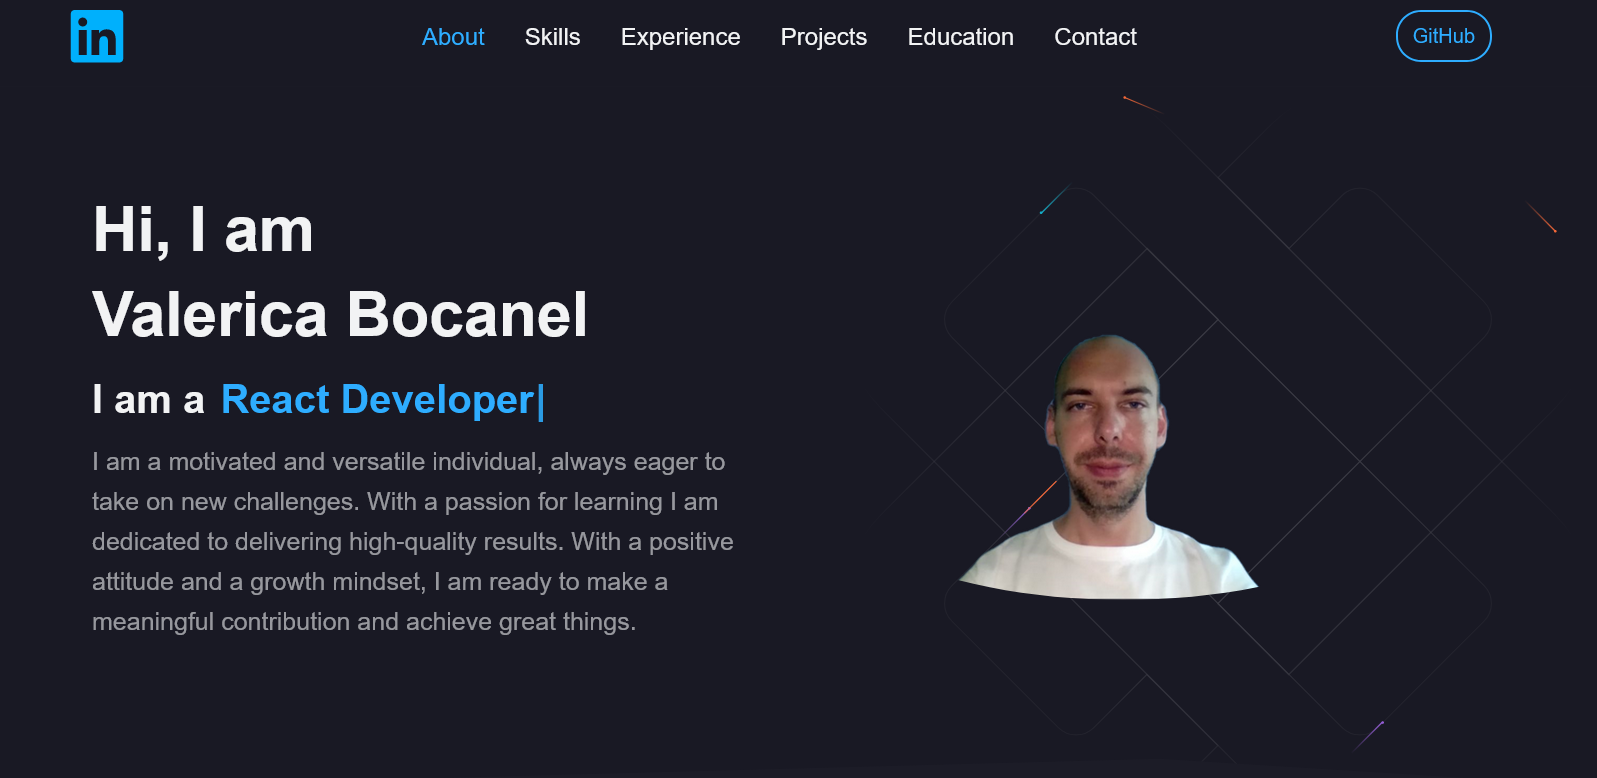 in
About Skills Experience Projects Education Contact GitHub
Hi, I am
Valerica Bocanel
I am a React Developer|
I am a motivated and versatile individual, always eager to
take on new challenges. With a passion for learning I am
dedicated to delivering high-quality results. With a positive
attitude and a growth mindset, I am ready to make a
meaningful contribution and achieve great things.